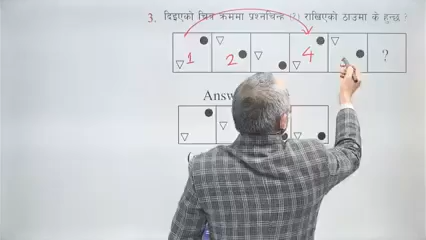 3. दिइएको चित्र क्रममा प्रश्नचिन्ह (?) राखिएको ठाउँमा के हुन्छ ?
1 2 4 ?
Answ
(